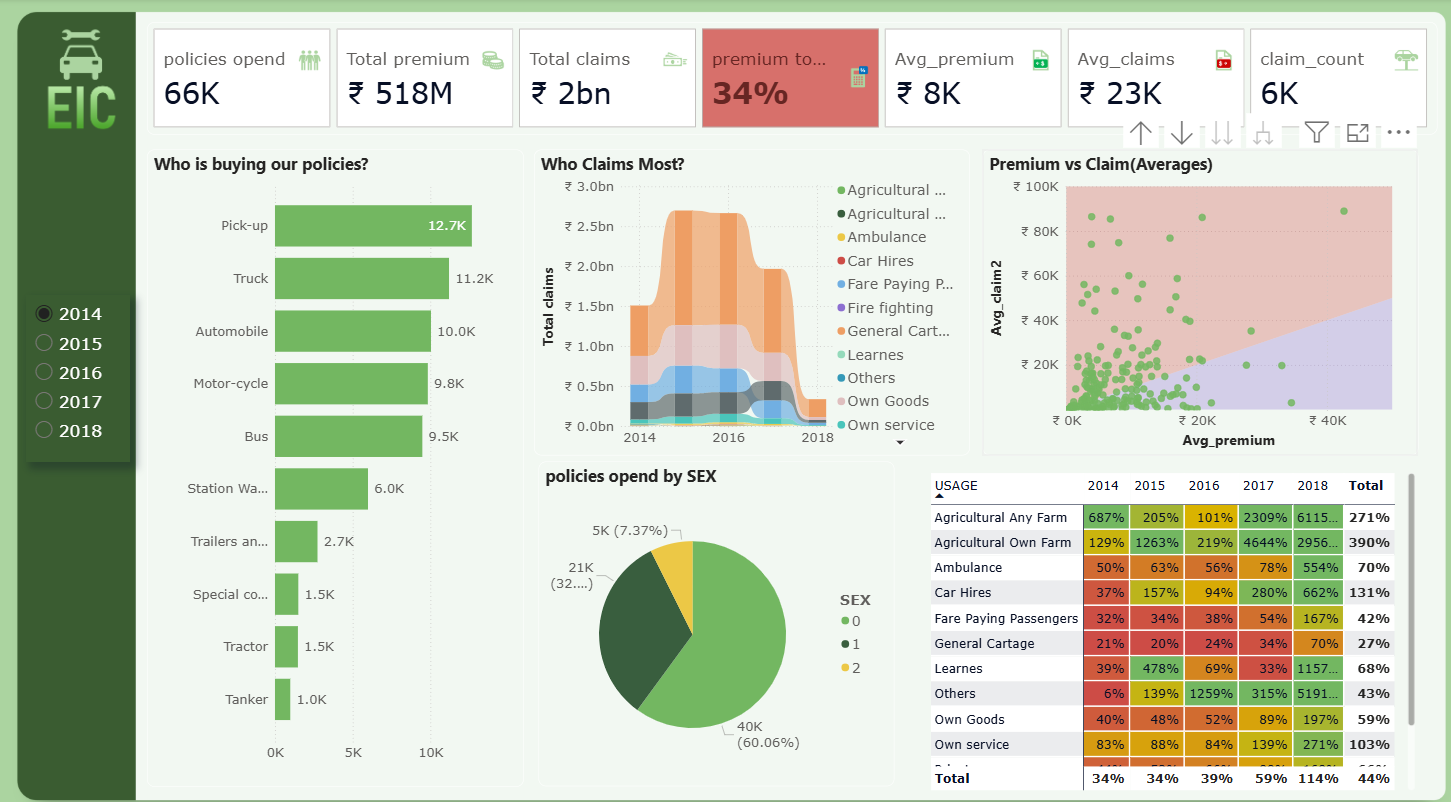 EIC
2014
2015
2016
2017
2018
policies opend
66K
Total premium
₹ 518M
Total claims
₹ 2bn
premium to...
34%
Avg_premium
₹ 8K
Avg_claims
₹ 23K
claim_count
6K
Who is buying our policies?
Pick-up 12.7K
Truck 11.2K
Automobile 10.0K
Motor-cycle 9.8K
Bus 9.5K
Station Wa... 6.0K
Trailers an... 2.7K
Special co... 1.5K
Tractor 1.5K
Tanker 1.0K
0K 5K 10K
Who Claims Most?
Total claims
₹ 3.0bn
₹ 2.5bn
₹ 2.0bn
₹ 1.5bn
₹ 1.0bn
₹ 0.5bn
₹ 0.0bn
2014 2016 2018
Agricultural ...
Agricultural ...
Ambulance
Car Hires
Fare Paying P...
Fire fighting
General Cart...
Learnes
Others
Own Goods
Own service
Premium vs Claim(Averages)
Avg_claim2
₹ 100K
₹ 80K
₹ 60K
₹ 40K
₹ 20K
₹ 0K ₹ 20K ₹ 40K
Avg_premium
policies opend by SEX
5K (7.37%)
21K
(32....)
40K
(60.06%)
SEX
0
1
2
USAGE 2014 2015 2016 2017 2018 Total
Agricultural Any Farm 687% 205% 101% 2309% 6115... 271%
Agricultural Own Farm 129% 1263% 219% 4644% 2956... 390%
Ambulance 50% 63% 56% 78% 554% 70%
Car Hires 37% 157% 94% 280% 662% 131%
Fare Paying Passengers 32% 34% 38% 54% 167% 42%
General Cartage 21% 20% 24% 34% 70% 27%
Learnes 39% 478% 69% 33% 1157... 68%
Others 6% 139% 1259% 315% 5191... 43%
Own Goods 40% 48% 52% 89% 197% 59%
Own service 83% 88% 84% 139% 271% 103%
Total 34% 34% 39% 59% 114% 44%